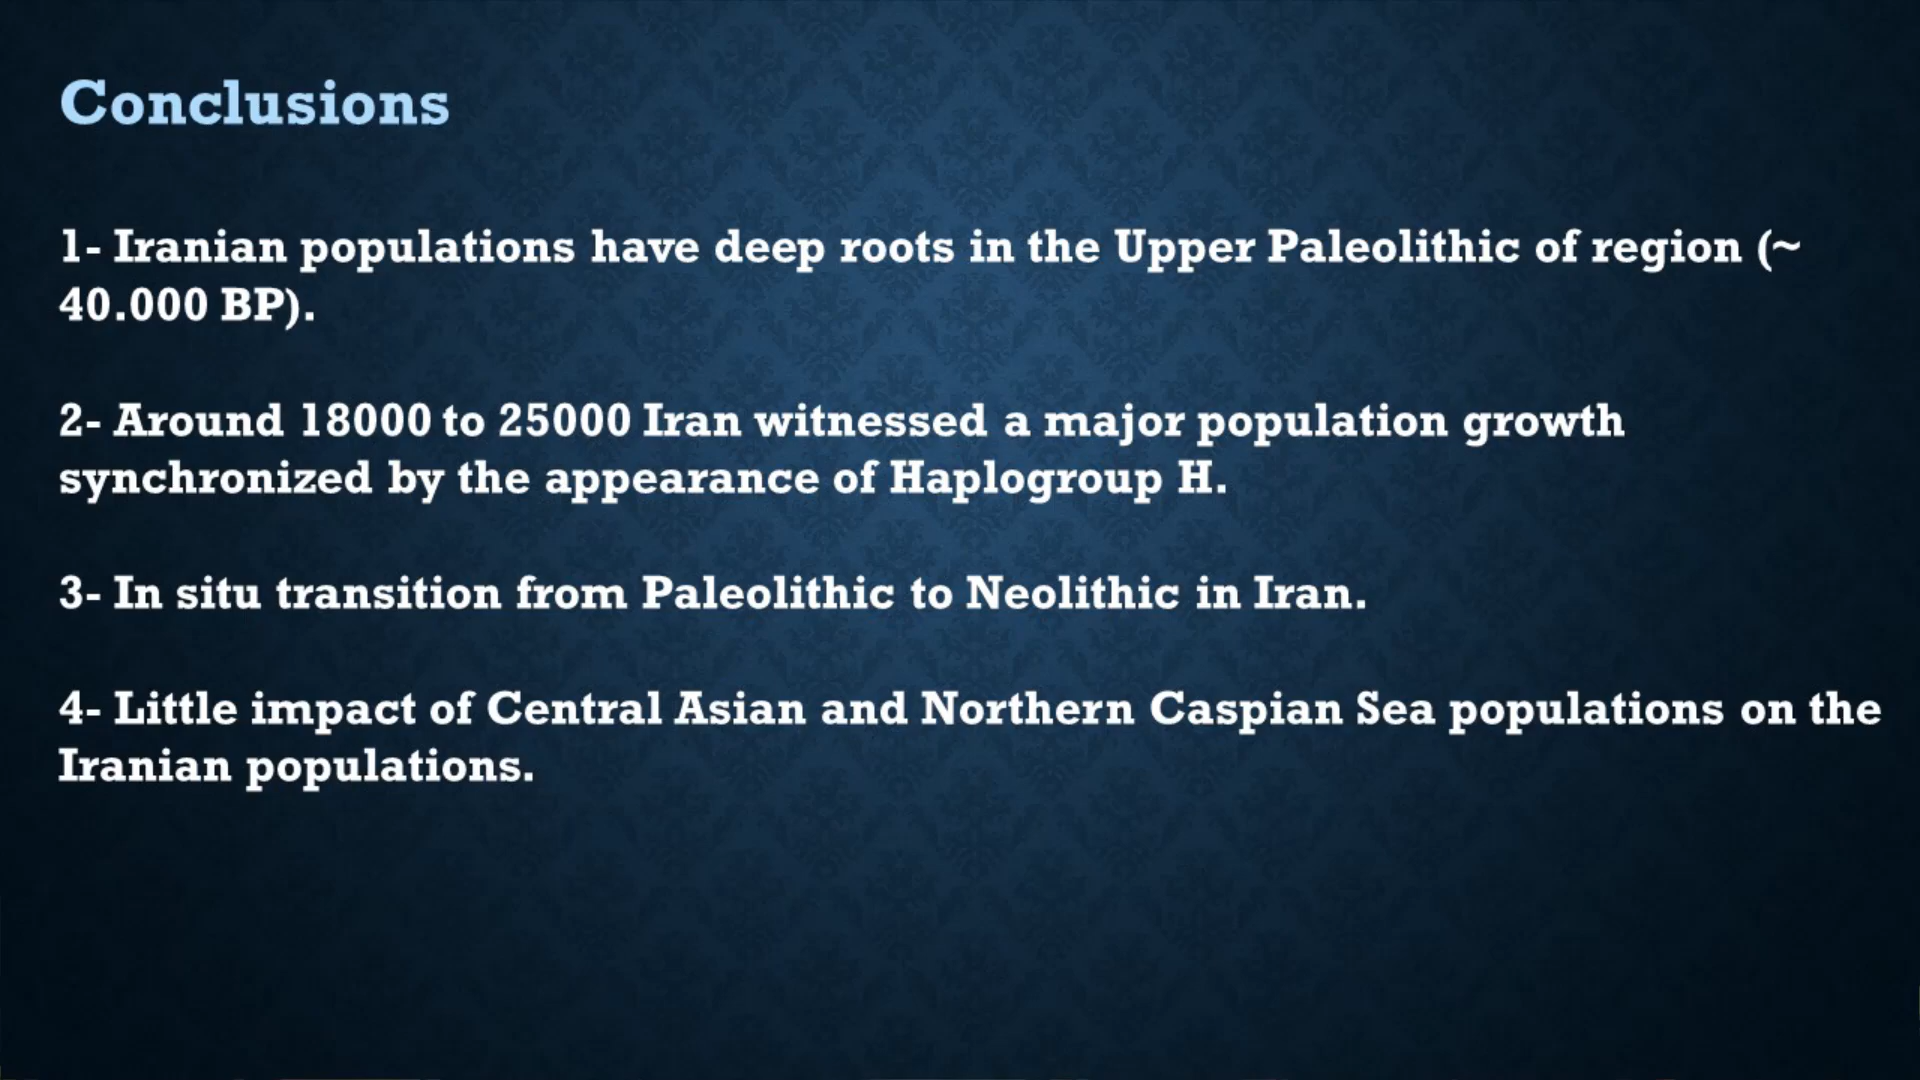 Conclusions
1- Iranian populations have deep roots in the Upper Paleolithic of region (~
40.000 BP).
2- Around 18000 to 25000 Iran witnessed a major population growth
synchronized by the appearance of Haplogroup H.
3- In situ transition from Paleolithic to Neolithic in Iran.
4- Little impact of Central Asian and Northern Caspian Sea populations on the
Iranian populations.